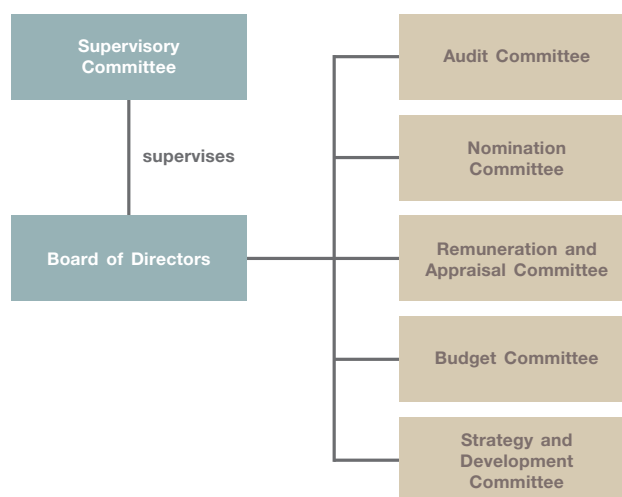 Supervisory
Committee
supervises
Board of Directors
Audit Committee
Nomination
Committee
Remuneration and
Appraisal Committee
Budget Committee
Strategy and
Development
Committee